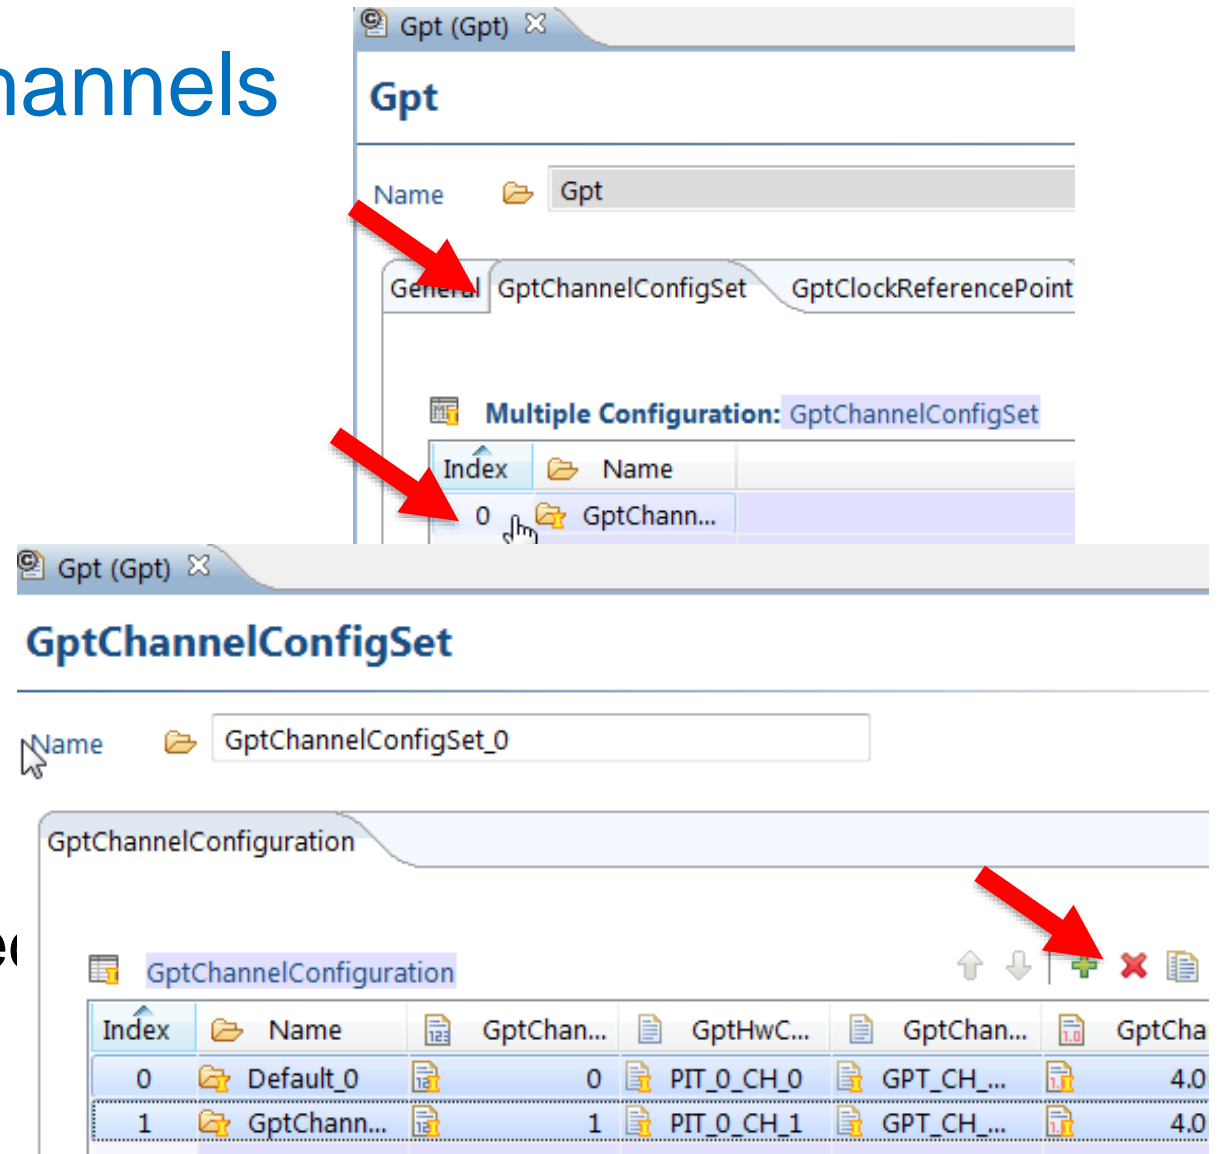 Gpt (Gpt)
hannels
Gpt
Name Gpt
General GptChannelConfigSet GptClockReferencePoint
Multiple Configuration: GptChannelConfigSet
Index Name
0 GptChann...
Gpt (Gpt)
GptChannelConfigSet
Name GptChannelConfigSet_0
GptChannelConfiguration
GptChannelConfiguration
Index Name GptChan... GptHwC... GptChan... GptCha
0 Default_0 0 PIT_0_CH_0 GPT_CH_... 4.0
1 GptChann... 1 PIT_0_CH_1 GPT_CH_... 4.0